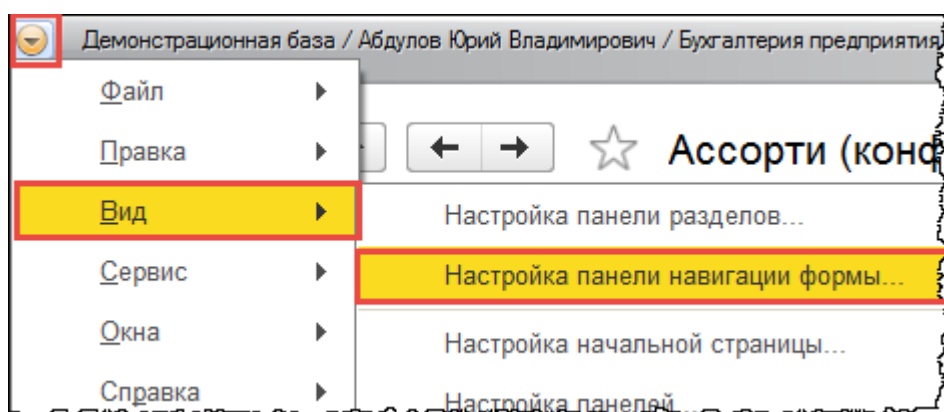 Демонстрационная база / Абдулов Юрий Владимирович / Бухгалтерия предприятия
Файл
Правка
Ассорти (конф
Вид
Настройка панели разделов...
Сервис
Настройка панели навигации формы...
Окна
Настройка начальной страницы...
Справка
Настройка панелей...